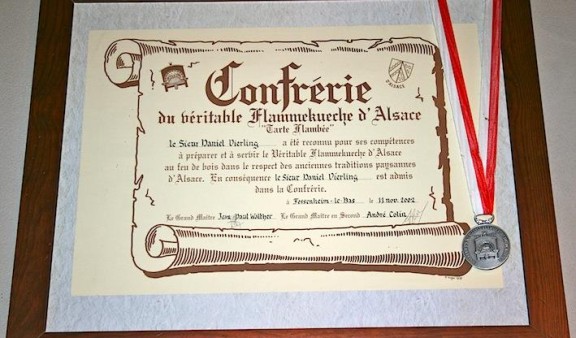 D'ALSACE
Confrérie
du véritable Flammekueche d'Alsace
"Tarte Flambée"
le Sieur Daniel Vierling a été reconnu pour ses compétences
à préparer et à servir le Véritable Flammekueche d'Alsace
au feu de bois dans le respect des anciennes traditions paysannes
d'Alsace. En conséquence le Sieur Daniel Vierling est admis
dans la Confrérie.
à Fessenheim-le-Bas le 11 nov. 2002
Le Grand Maître Jean-Paul Walther Le Grand Maître en Second André Colin